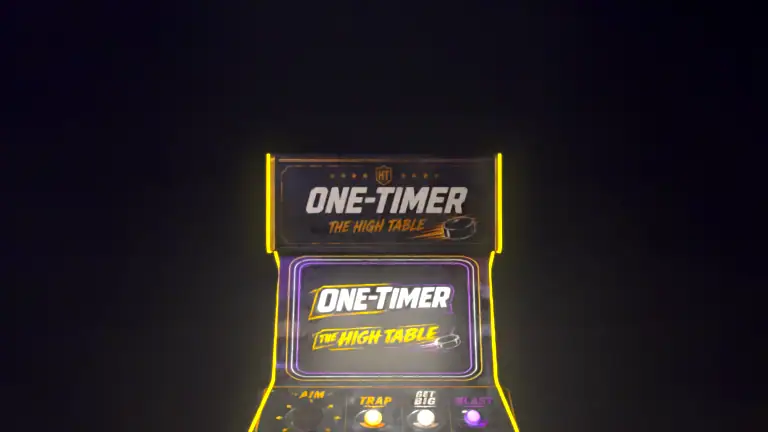 HT
ONE-TIMER
THE HIGH TABLE
ONE-TIMER
THE HIGH TABLE
AIM
TRAP
GET BIG
BLAST